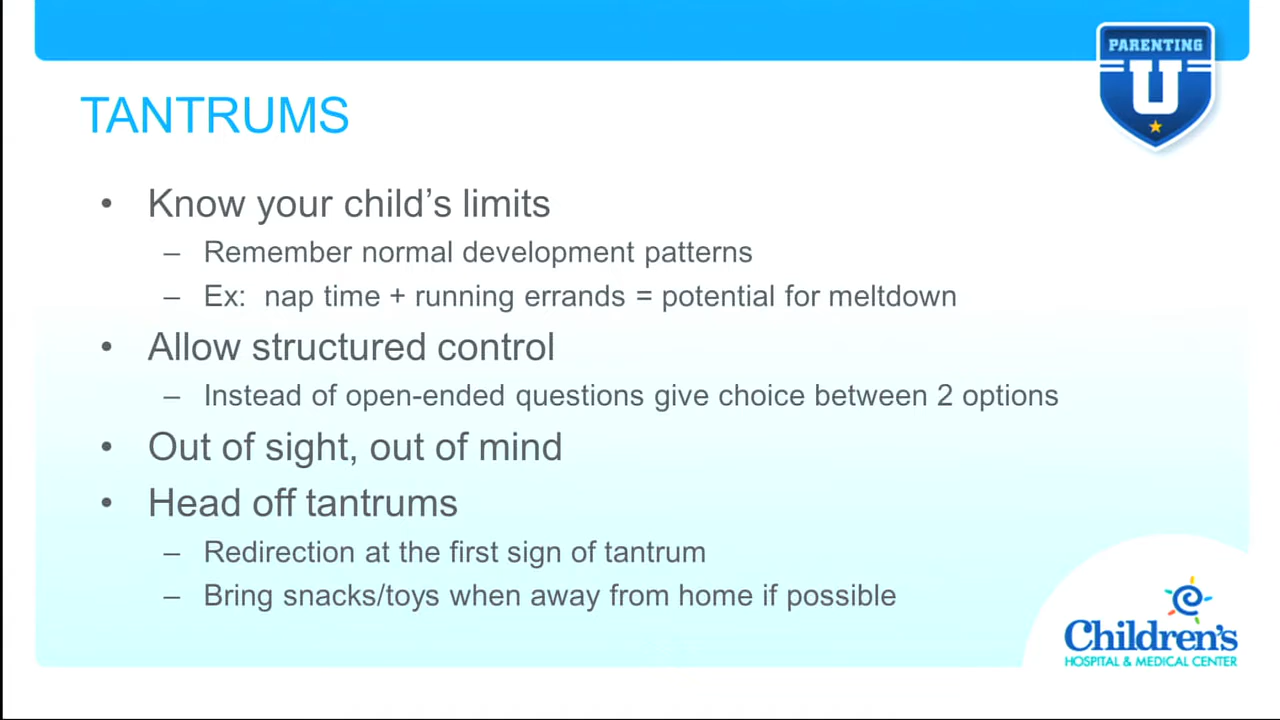 PARENTING
U
TANTRUMS
• Know your child’s limits
– Remember normal development patterns
– Ex:  nap time + running errands = potential for meltdown
• Allow structured control
– Instead of open-ended questions give choice between 2 options
• Out of sight, out of mind
• Head off tantrums
– Redirection at the first sign of tantrum
– Bring snacks/toys when away from home if possible
Children's
HOSPITAL & MEDICAL CENTER